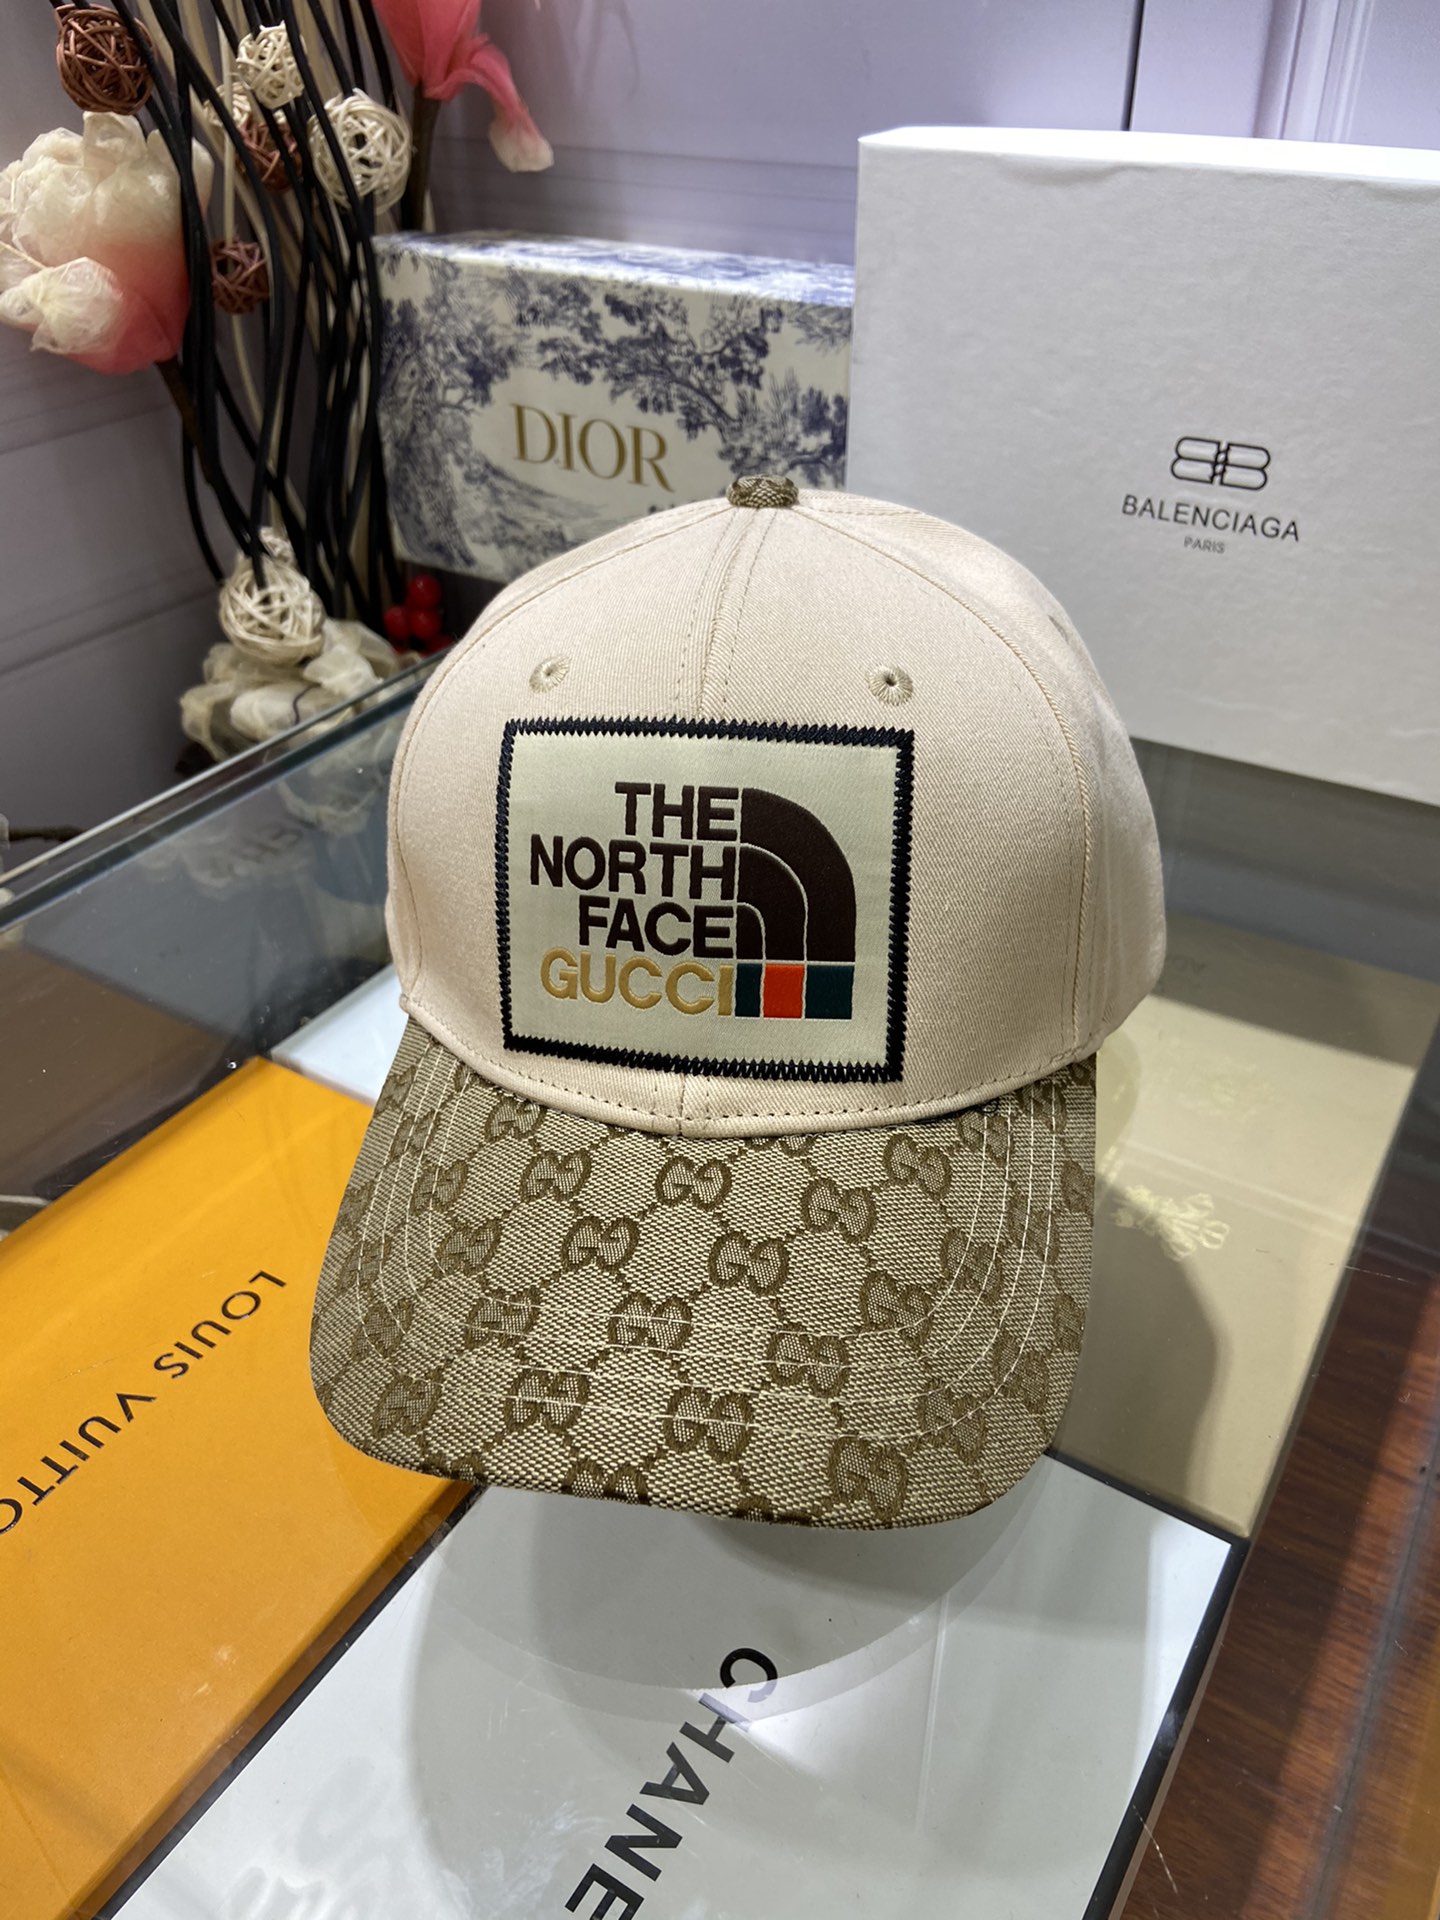 DIOR
BALENCIAGA
PARIS
THE
NORTH
FACE
GUCCI
LOUIS VUITTO
CHANE